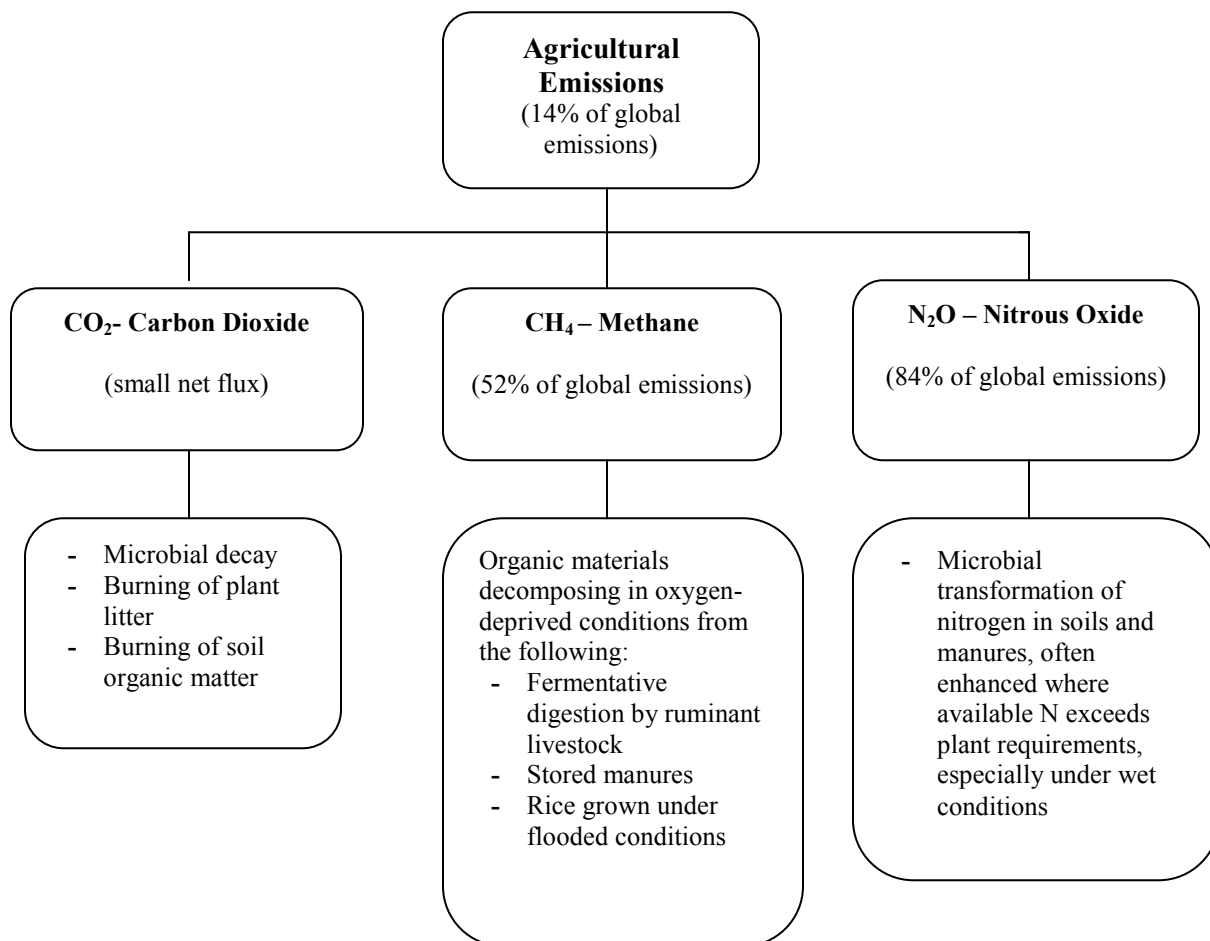 Agricultural
Emissions
(14% of global
emissions)
CO₂- Carbon Dioxide
(small net flux)
CH₄ – Methane
(52% of global emissions)
N₂O – Nitrous Oxide
(84% of global emissions)
- Microbial decay
- Burning of plant
litter
- Burning of soil
organic matter
Organic materials
decomposing in oxygen-
deprived conditions from
the following:
- Fermentative
digestion by ruminant
livestock
- Stored manures
- Rice grown under
flooded conditions
- Microbial
transformation of
nitrogen in soils and
manures, often
enhanced where
available N exceeds
plant requirements,
especially under wet
conditions